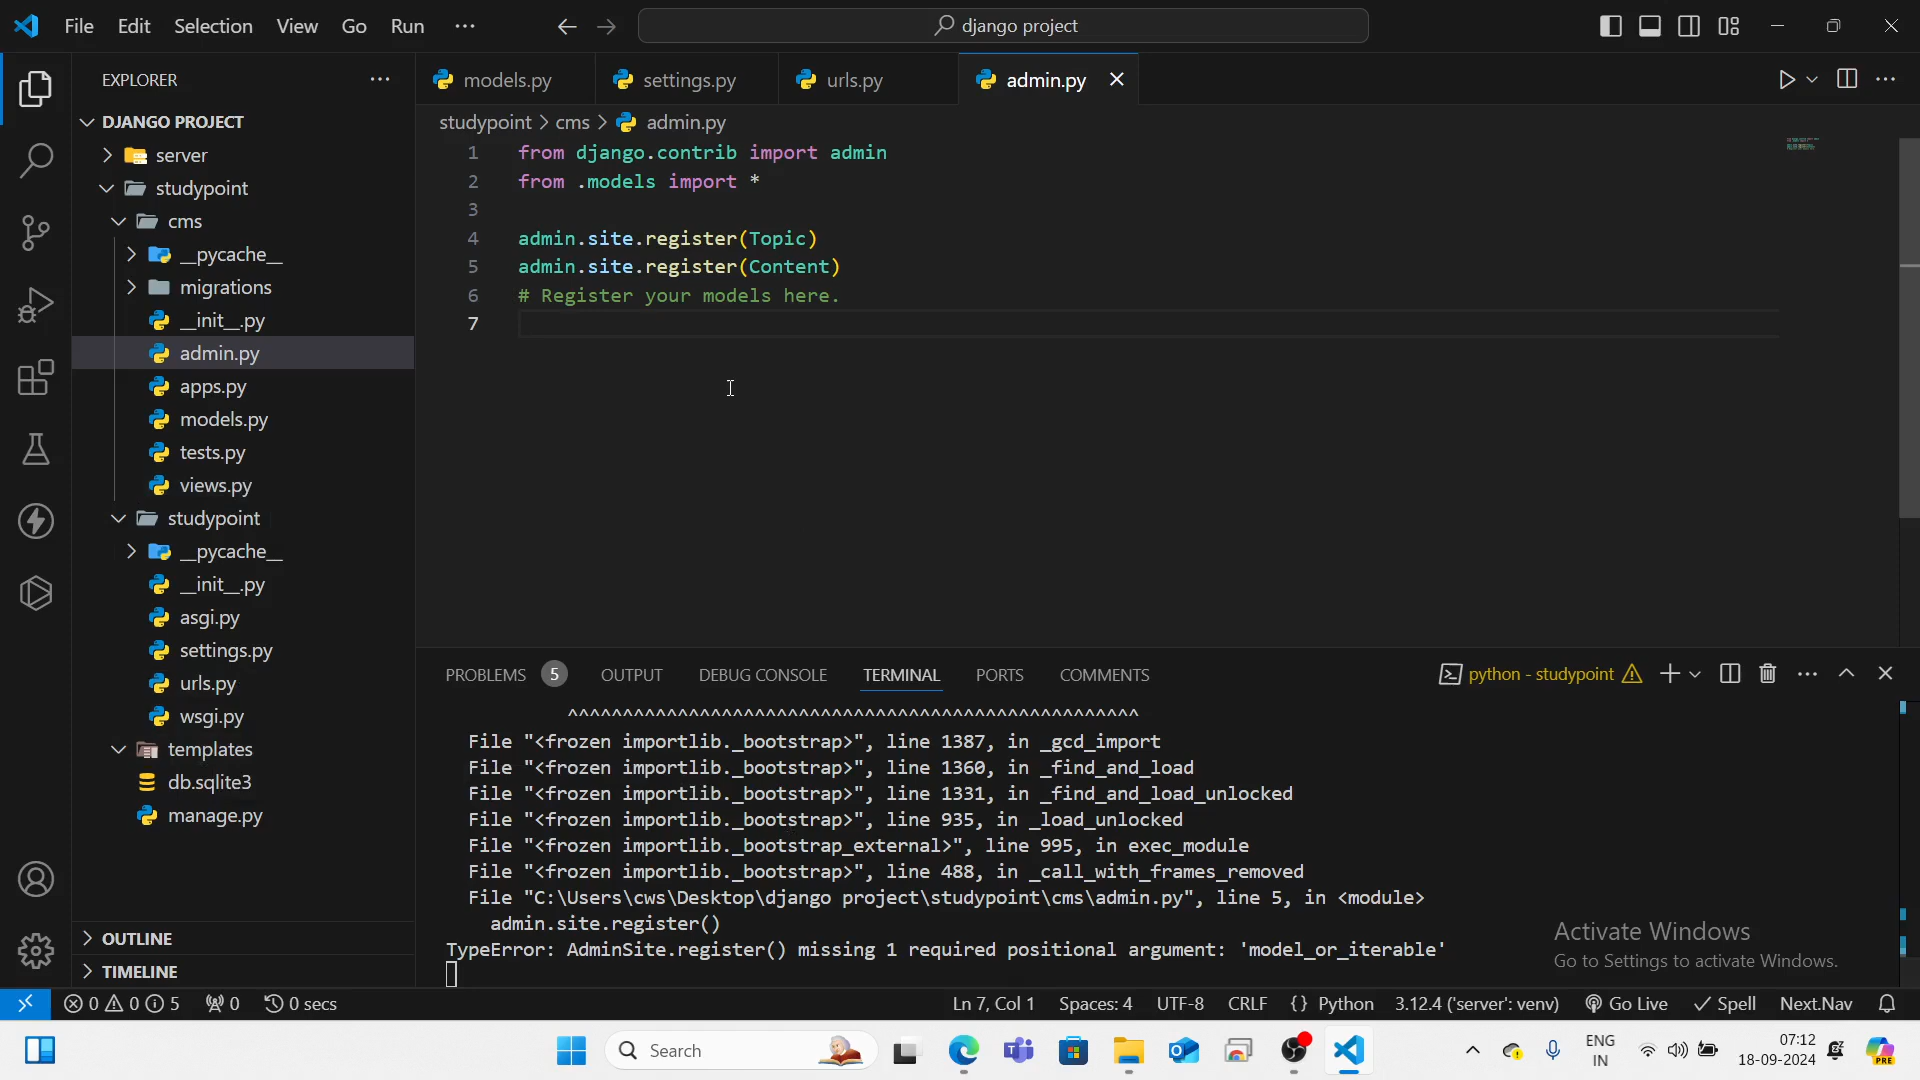 File Edit Selection View Go Run ···
django project
EXPLORER ···
DJANGO PROJECT
server
studypoint
cms
__pycache__
migrations
__init__.py
admin.py
apps.py
models.py
tests.py
views.py
studypoint
__pycache__
__init__.py
asgi.py
settings.py
urls.py
wsgi.py
templates
db.sqlite3
manage.py
OUTLINE
TIMELINE
models.py settings.py urls.py admin.py
studypoint > cms > admin.py
1 from django.contrib import admin
2 from .models import *
3
4 admin.site.register(Topic)
5 admin.site.register(Content)
6 # Register your models here.
7
PROBLEMS 5 OUTPUT DEBUG CONSOLE TERMINAL PORTS COMMENTS python - studypoint
^^^^^^^^^^^^^^^^^^^^^^^^^^^^^^^^^^^^^^^^^^^^^^^^^^^^
File "<frozen importlib._bootstrap>", line 1387, in _gcd_import
File "<frozen importlib._bootstrap>", line 1360, in _find_and_load
File "<frozen importlib._bootstrap>", line 1331, in _find_and_load_unlocked
File "<frozen importlib._bootstrap>", line 935, in _load_unlocked
File "<frozen importlib._bootstrap_external>", line 995, in exec_module
File "<frozen importlib._bootstrap>", line 488, in _call_with_frames_removed
File "C:\Users\cws\Desktop\django project\studypoint\cms\admin.py", line 5, in <module>
admin.site.register()
TypeError: AdminSite.register() missing 1 required positional argument: 'model_or_iterable'
Activate Windows
Go to Settings to activate Windows.
0 0 5 0 0 secs Ln 7, Col 1 Spaces: 4 UTF-8 CRLF {} Python 3.12.4 ('server': venv) Go Live Spell Next.Nav
Search
ENG
IN
07:12
18-09-2024
PRE